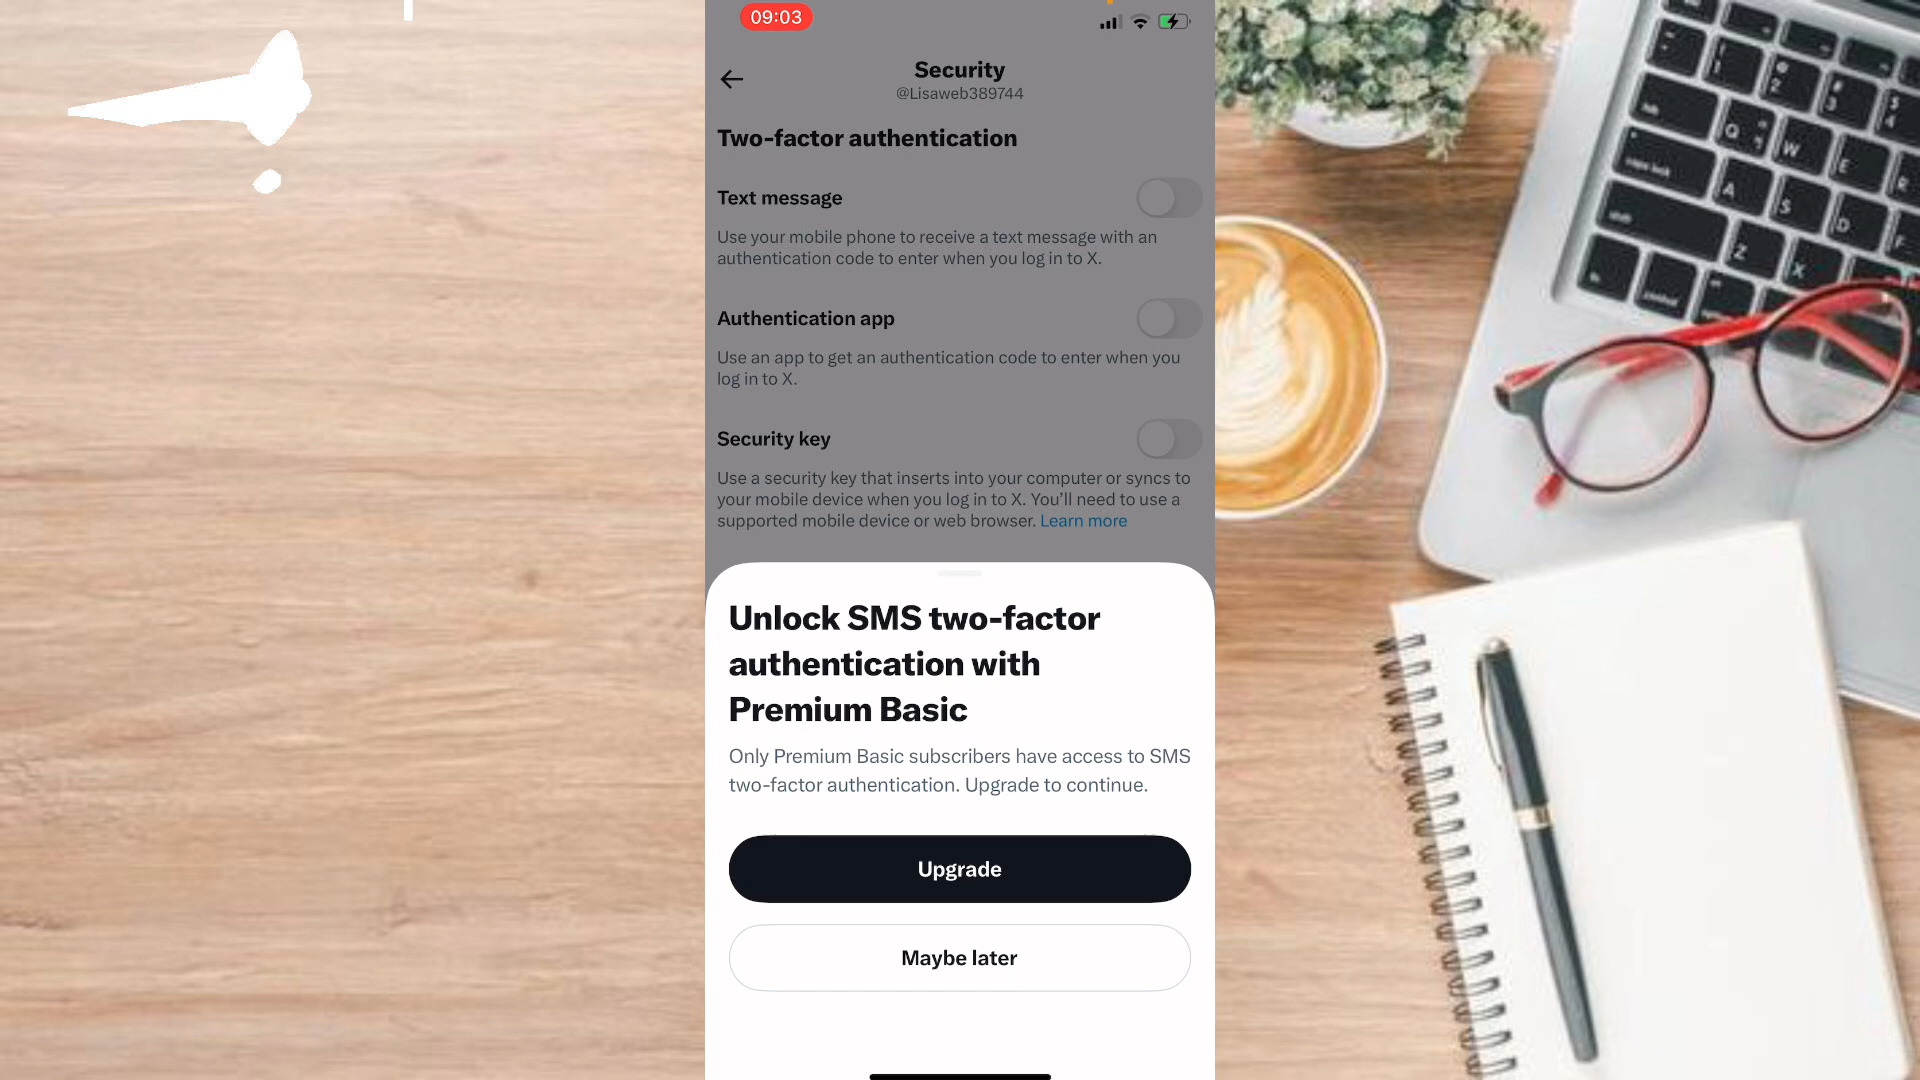 09:03
Security
@Lisaweb389744
Two-factor authentication
Text message
Use your mobile phone to receive a text message with an
authentication code to enter when you log in to X.
Authentication app
Use an app to get an authentication code to enter when you
log in to X.
Security key
Use a security key that inserts into your computer or syncs to
your mobile device when you log in to X. You'll need to use a
supported mobile device or web browser. Learn more
Unlock SMS two-factor
authentication with
Premium Basic
Only Premium Basic subscribers have access to SMS
two-factor authentication. Upgrade to continue.
Upgrade
Maybe later
Q W E R
A S D F
Z X